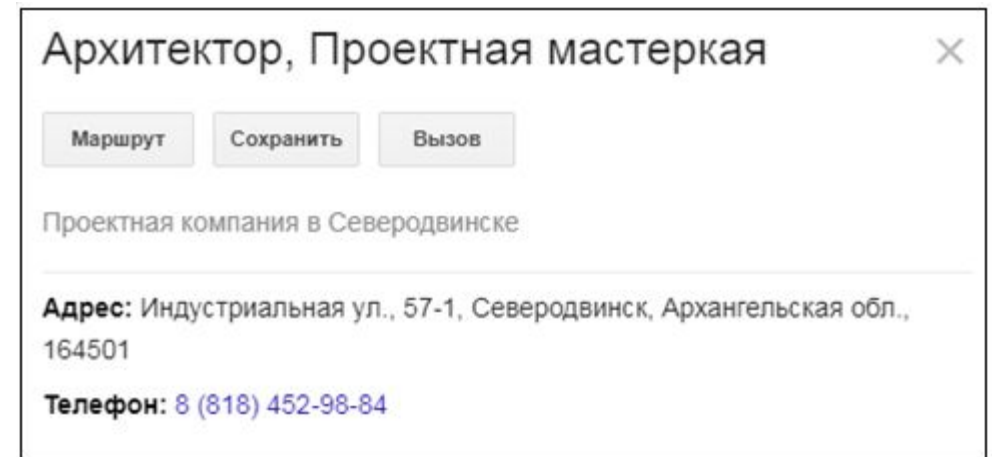 Архитектор, Проектная мастеркая
Маршрут Сохранить Вызов
Проектная компания в Северодвинске
Адрес: Индустриальная ул., 57-1, Северодвинск, Архангельская обл.,
164501
Телефон: 8 (818) 452-98-84